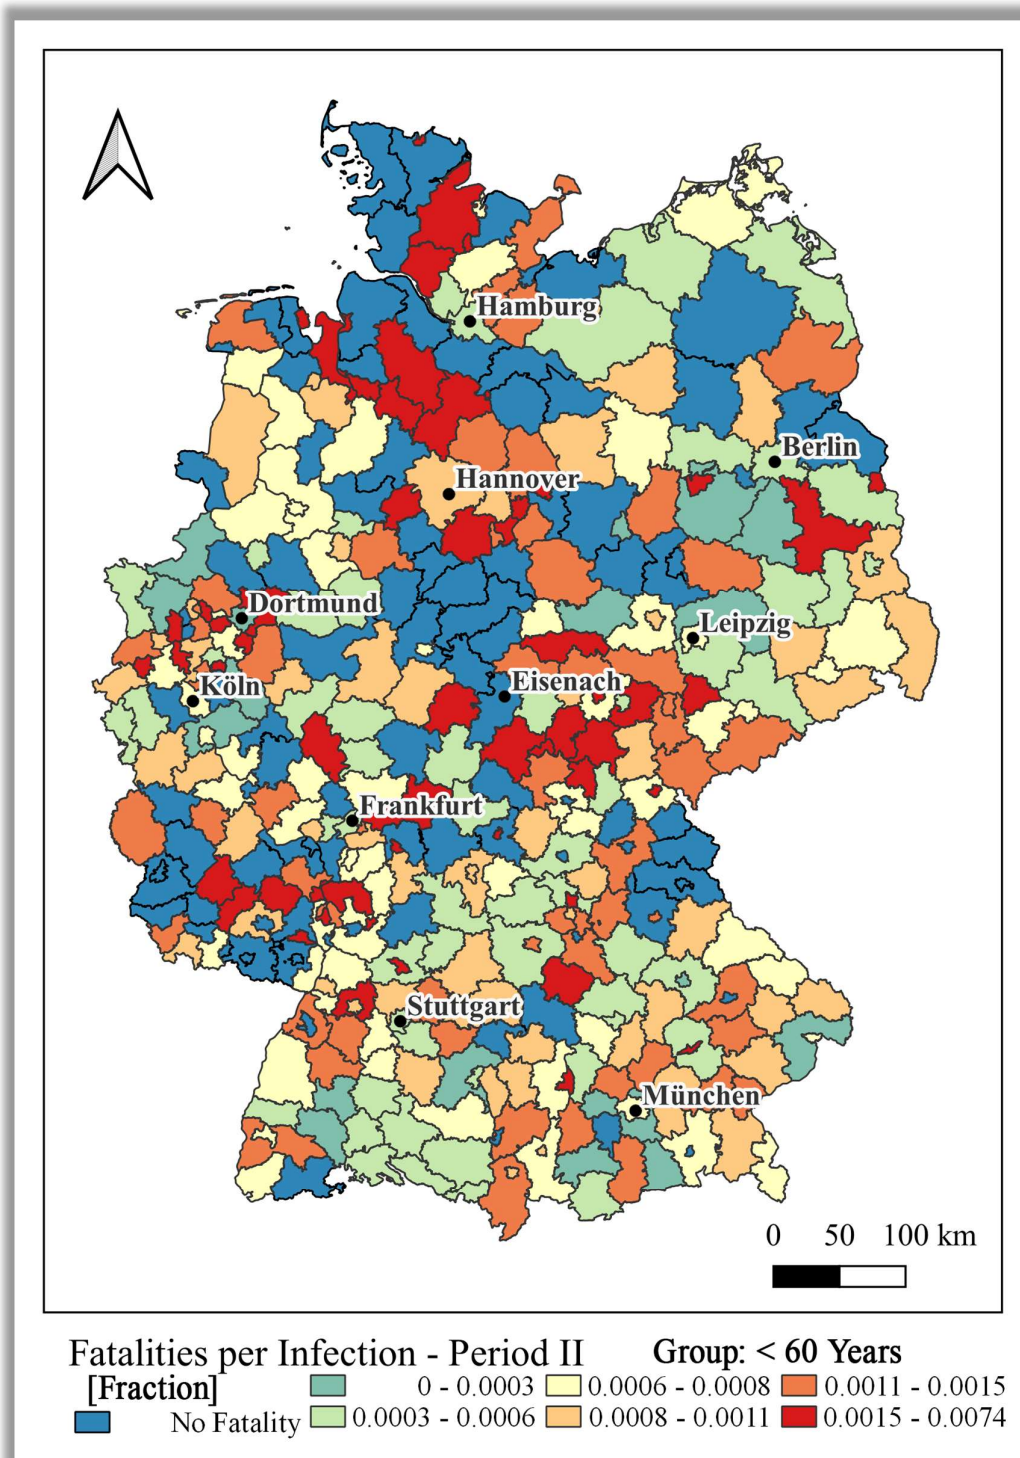 Hamburg
Berlin
Hannover
Dortmund
Leipzig
Köln
Eisenach
Frankfurt
Stuttgart
München
0 50 100 km
Fatalities per Infection - Period II Group: < 60 Years
[Fraction] 0 - 0.0003 0.0006 - 0.0008 0.0011 - 0.0015
No Fatality 0.0003 - 0.0006 0.0008 - 0.0011 0.0015 - 0.0074